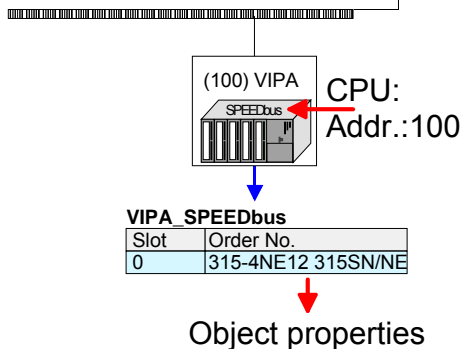 (100) VIPA
SPEEDbus
CPU:
Addr.:100
VIPA_SPEEDbus
Slot Order No.
0 315-4NE12 315SN/NE
Object properties